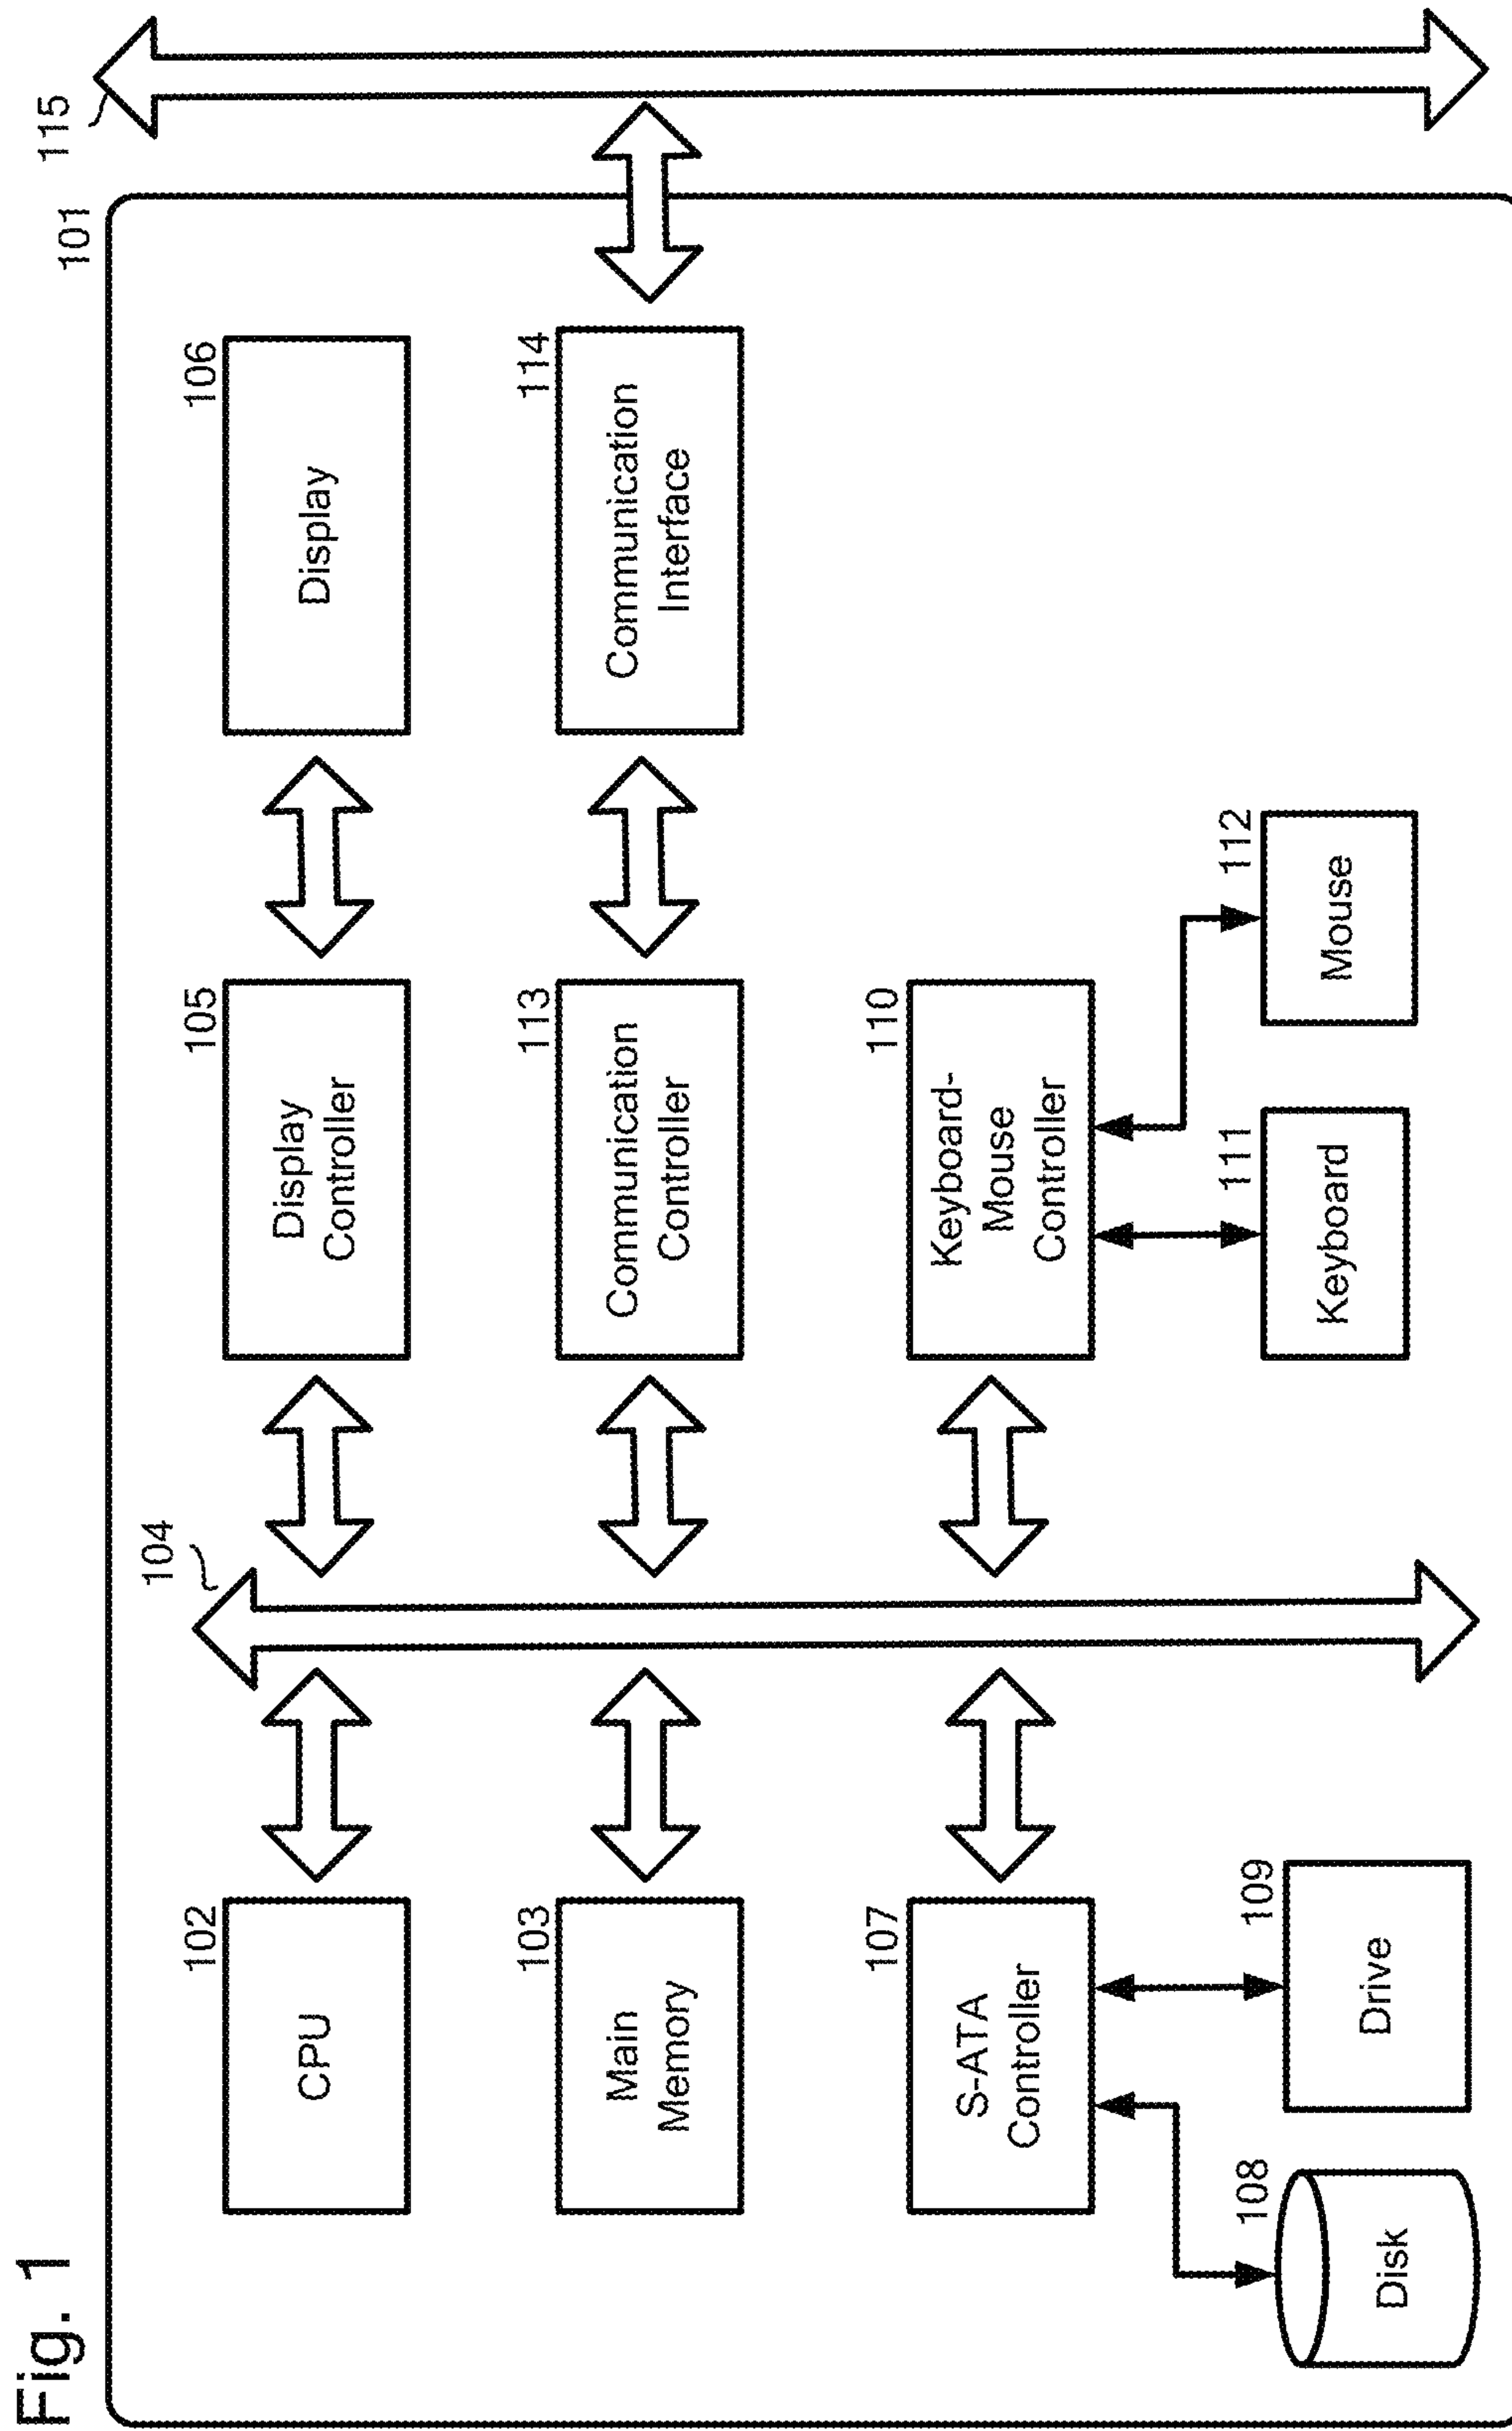 Fig. 1
101
115
102
CPU
104
105
Display
Controller
106
Display
103
Main
Memory
113
Communication
Controller
114
Communication
Interface
107
S-ATA
Controller
110
Keyboard-
Mouse
Controller
108
Disk
109
Drive
111
Keyboard
112
Mouse